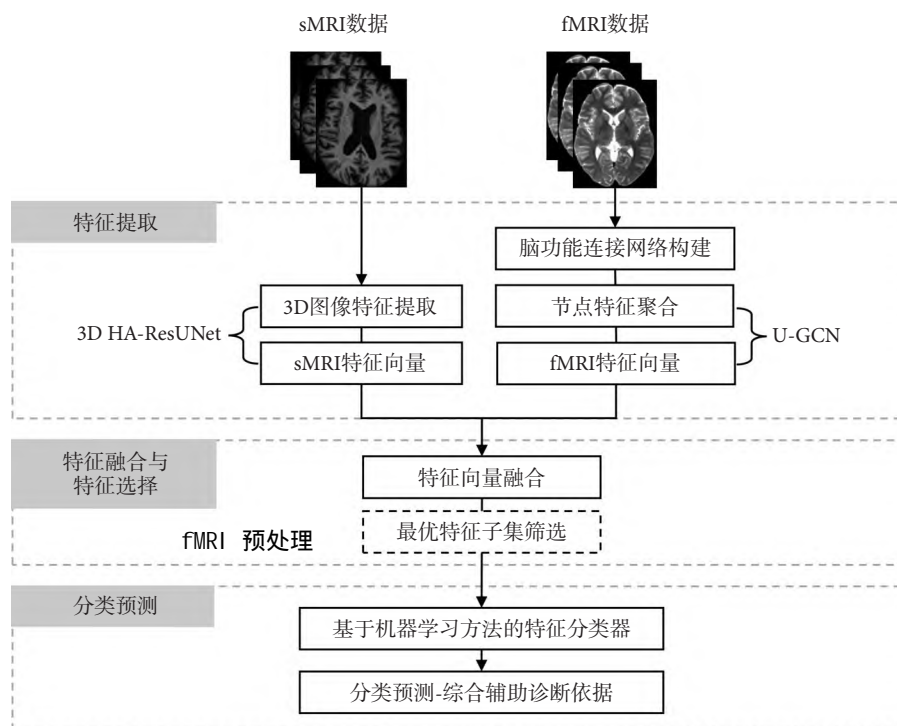 sMRI数据
fMRI数据
特征提取
脑功能连接网络构建
3D图像特征提取
节点特征聚合
3D HA-ResUNet
U-GCN
sMRI特征向量
fMRI特征向量
特征融合与
特征选择
特征向量融合
fMRI 预处理
最优特征子集筛选
分类预测
基于机器学习方法的特征分类器
分类预测-综合辅助诊断依据